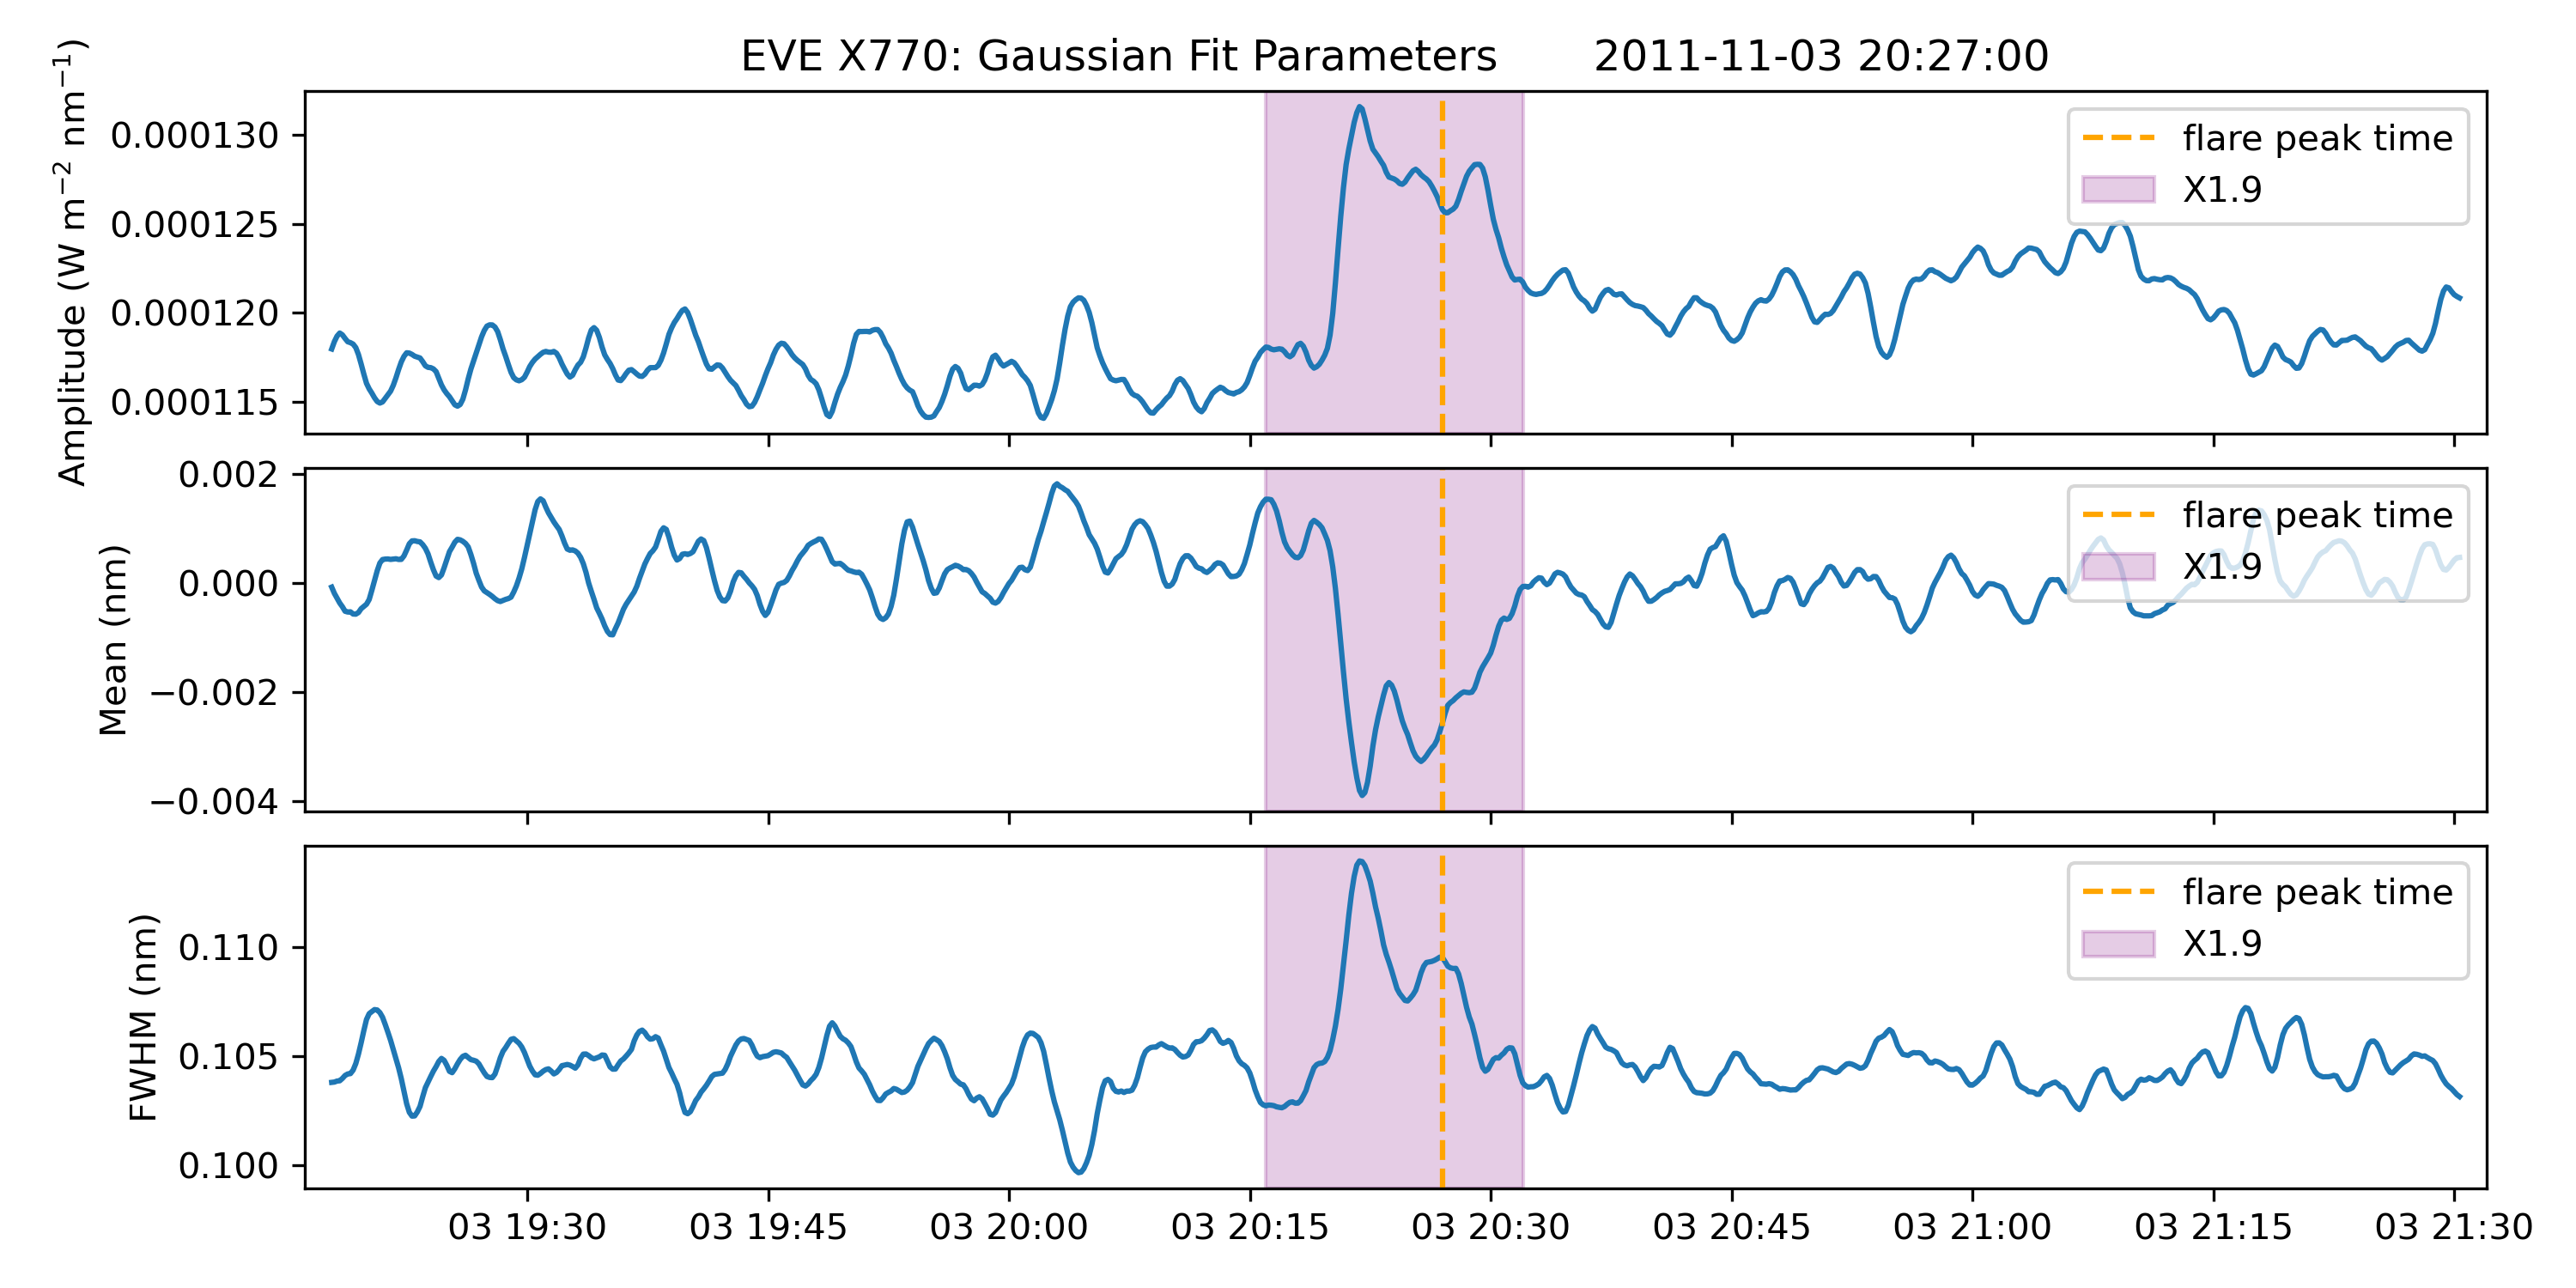 EVE X770: Gaussian Fit Parameters 2011-11-03 20:27:00
Amplitude (W m⁻² nm⁻¹)
0.000130
0.000125
0.000120
0.000115
flare peak time
X1.9
Mean (nm)
0.002
0.000
−0.002
−0.004
flare peak time
X1.9
FWHM (nm)
0.110
0.105
0.100
flare peak time
X1.9
03 19:30 03 19:45 03 20:00 03 20:15 03 20:30 03 20:45 03 21:00 03 21:15 03 21:30